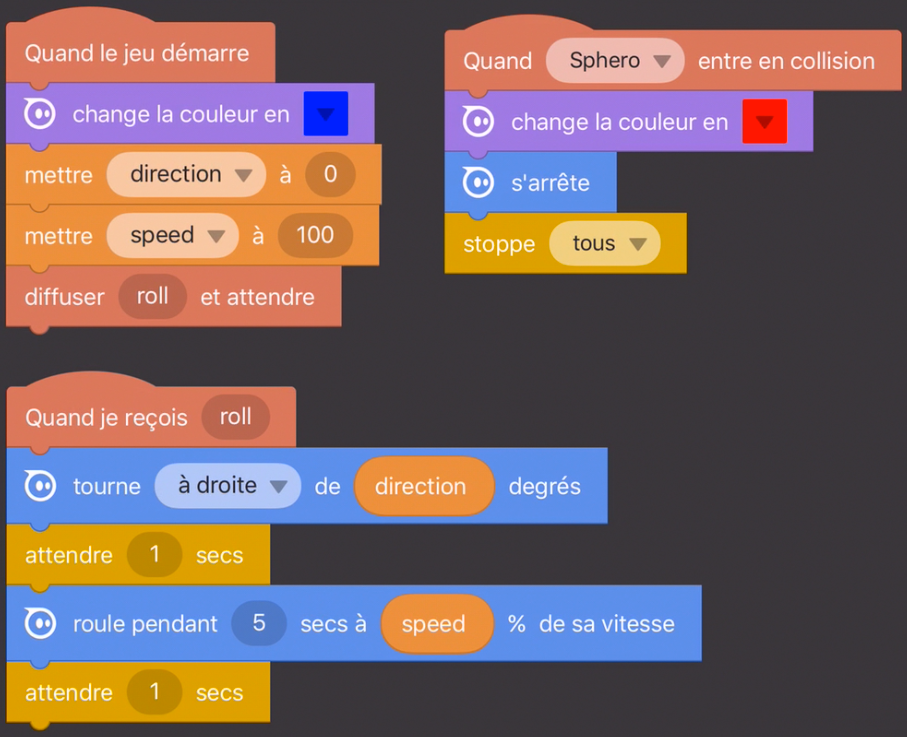 Quand le jeu démarre
change la couleur en
mettre direction à 0
mettre speed à 100
diffuser roll et attendre
Quand Sphero entre en collision
change la couleur en
s'arrête
stoppe tous
Quand je reçois roll
tourne à droite de direction degrés
attendre 1 secs
roule pendant 5 secs à speed % de sa vitesse
attendre 1 secs